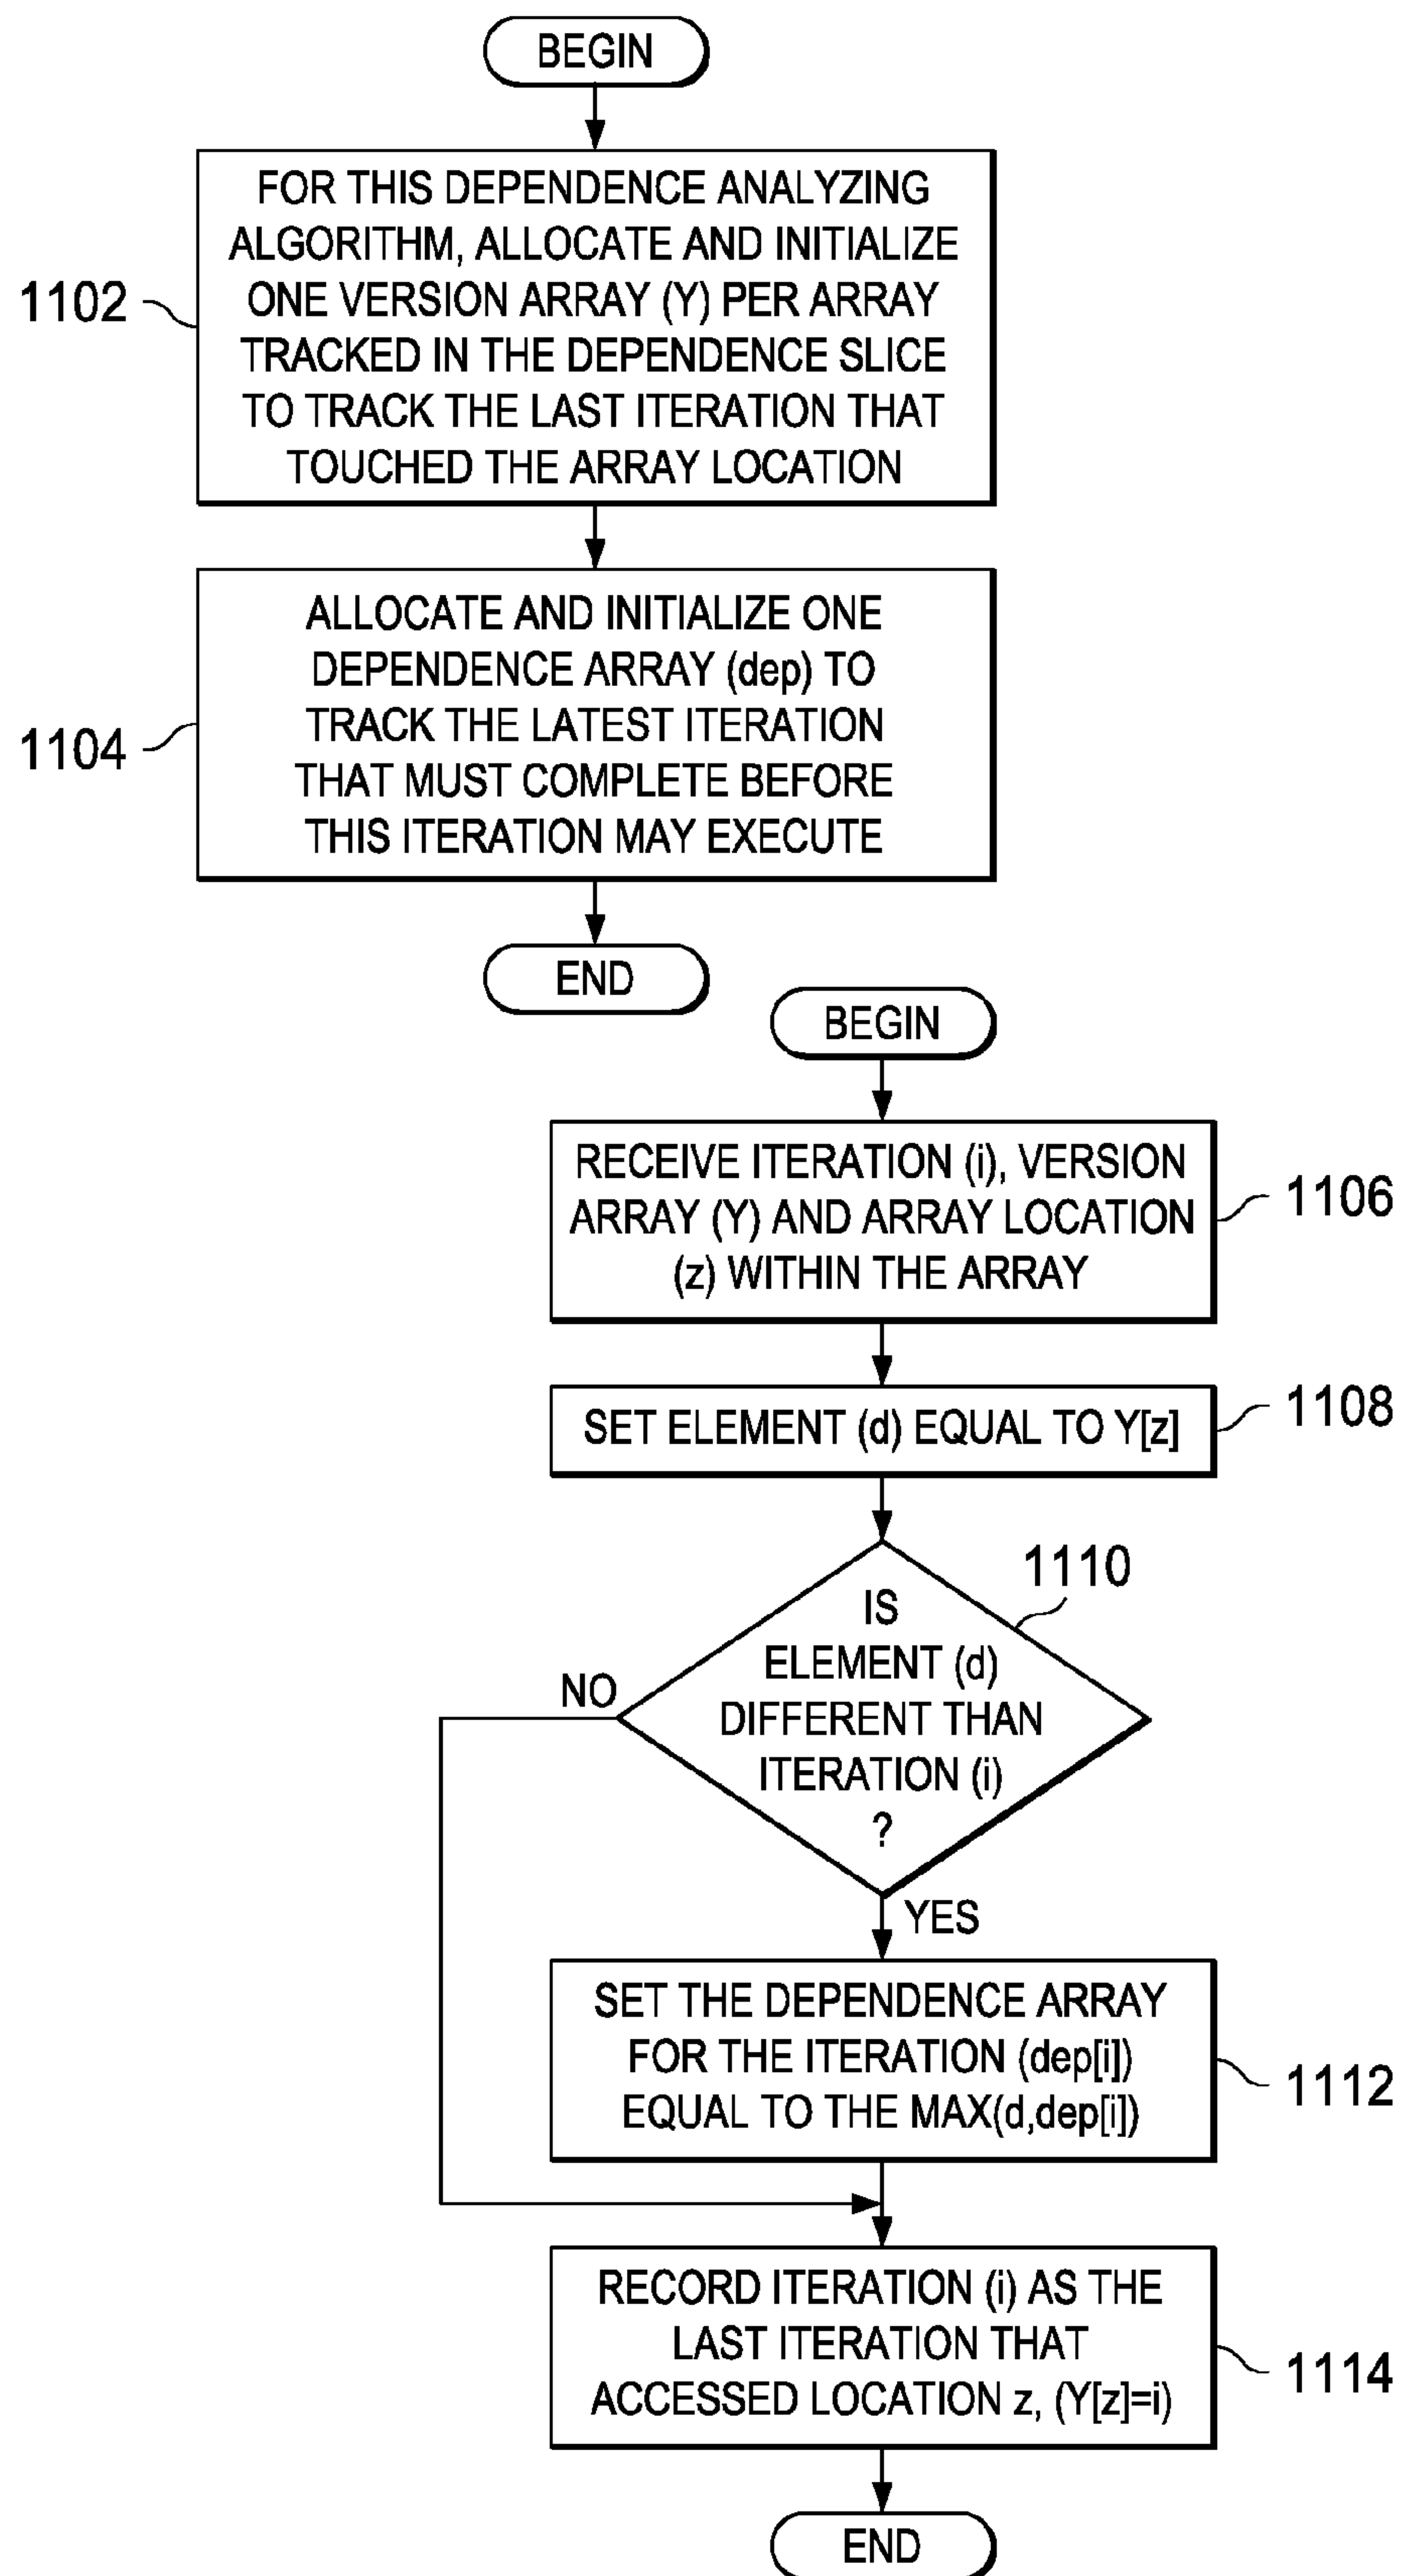 BEGIN
FOR THIS DEPENDENCE ANALYZING
ALGORITHM, ALLOCATE AND INITIALIZE
ONE VERSION ARRAY (Y) PER ARRAY
TRACKED IN THE DEPENDENCE SLICE
TO TRACK THE LAST ITERATION THAT
TOUCHED THE ARRAY LOCATION
1102
ALLOCATE AND INITIALIZE ONE
DEPENDENCE ARRAY (dep) TO
TRACK THE LATEST ITERATION
THAT MUST COMPLETE BEFORE
THIS ITERATION MAY EXECUTE
1104
END
BEGIN
RECEIVE ITERATION (i), VERSION
ARRAY (Y) AND ARRAY LOCATION
(z) WITHIN THE ARRAY
1106
SET ELEMENT (d) EQUAL TO Y[z]
1108
1110
IS
ELEMENT (d)
DIFFERENT THAN
ITERATION (i)
?
NO
YES
SET THE DEPENDENCE ARRAY
FOR THE ITERATION (dep[i])
EQUAL TO THE MAX(d,dep[i])
1112
RECORD ITERATION (i) AS THE
LAST ITERATION THAT
ACCESSED LOCATION z, (Y[z]=i)
1114
END